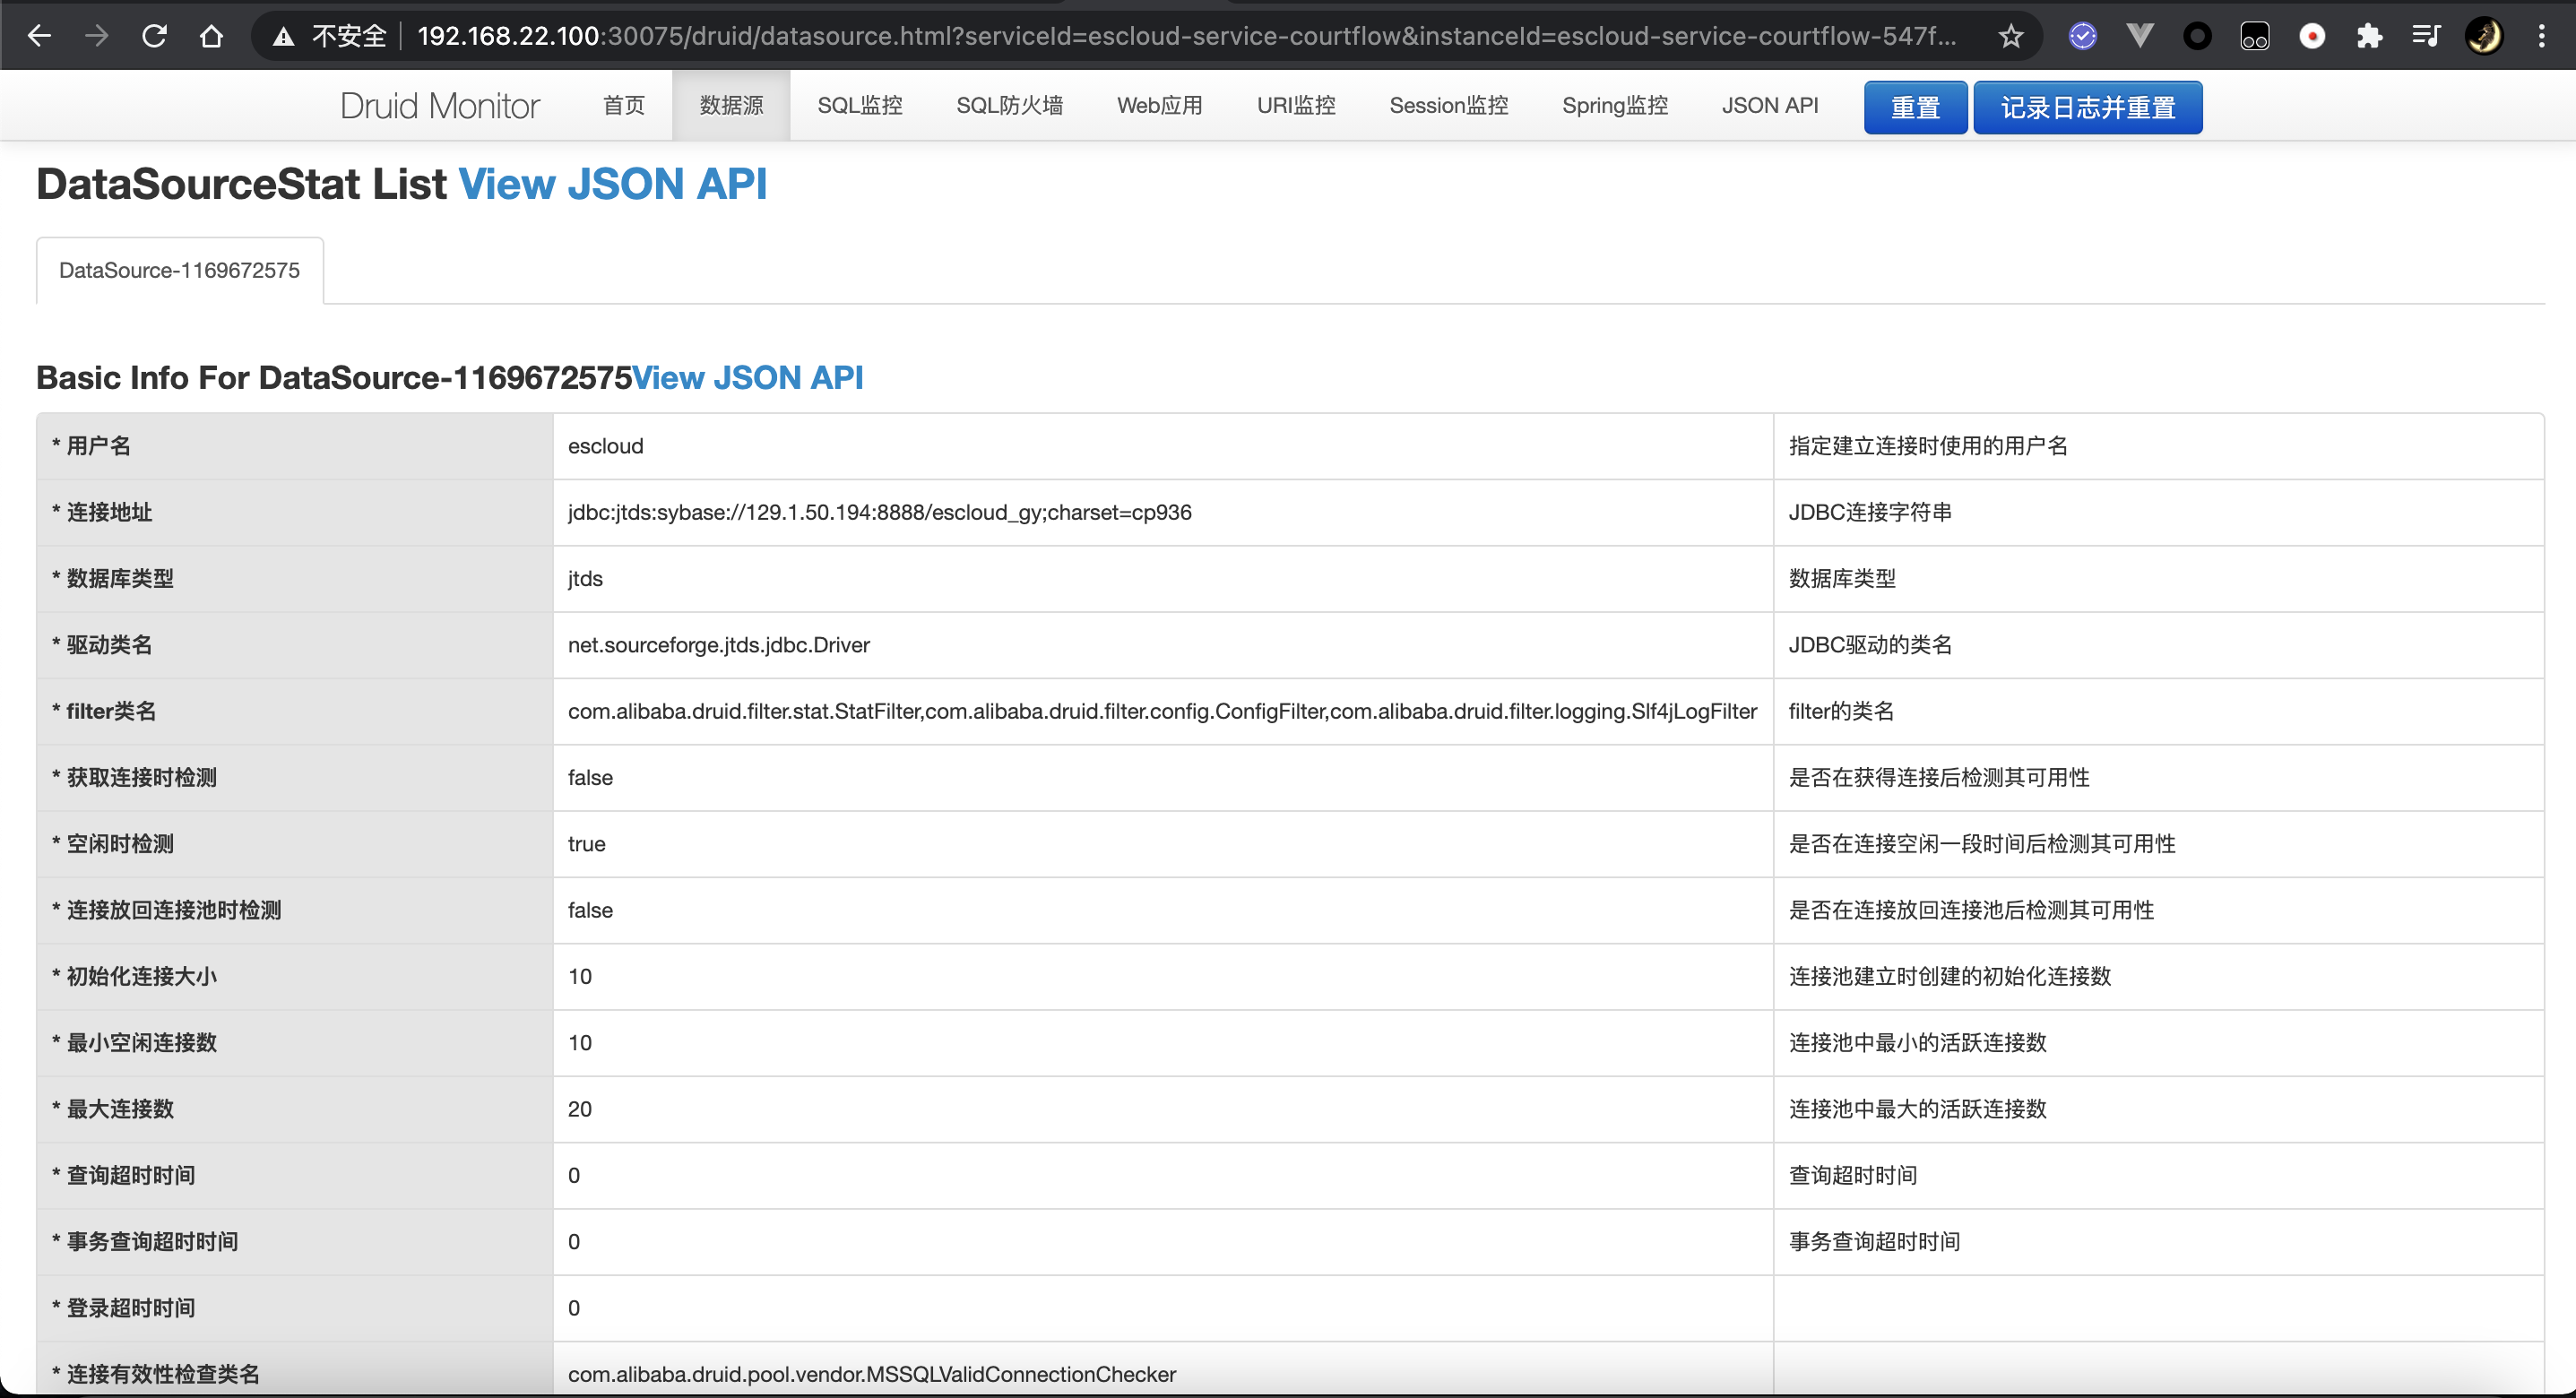 不安全 192.168.22.100:30075/druid/datasource.html?serviceId=escloud-service-courtflow&instanceId=escloud-service-courtflow-547f...
Druid Monitor 首页 数据源 SQL监控 SQL防火墙 Web应用 URI监控 Session监控 Spring监控 JSON API 重置 记录日志并重置
DataSourceStat List View JSON API
DataSource-1169672575
Basic Info For DataSource-1169672575View JSON API
* 用户名 escloud 指定建立连接时使用的用户名
* 连接地址 jdbc:jtds:sybase://129.1.50.194:8888/escloud_gy;charset=cp936 JDBC连接字符串
* 数据库类型 jtds 数据库类型
* 驱动类名 net.sourceforge.jtds.jdbc.Driver JDBC驱动的类名
* filter类名 com.alibaba.druid.filter.stat.StatFilter,com.alibaba.druid.filter.config.ConfigFilter,com.alibaba.druid.filter.logging.Slf4jLogFilter filter的类名
* 获取连接时检测 false 是否在获得连接后检测其可用性
* 空闲时检测 true 是否在连接空闲一段时间后检测其可用性
* 连接放回连接池时检测 false 是否在连接放回连接池后检测其可用性
* 初始化连接大小 10 连接池建立时创建的初始化连接数
* 最小空闲连接数 10 连接池中最小的活跃连接数
* 最大连接数 20 连接池中最大的活跃连接数
* 查询超时时间 0 查询超时时间
* 事务查询超时时间 0 事务查询超时时间
* 登录超时时间 0
* 连接有效性检查类名 com.alibaba.druid.pool.vendor.MSSQLValidConnectionChecker